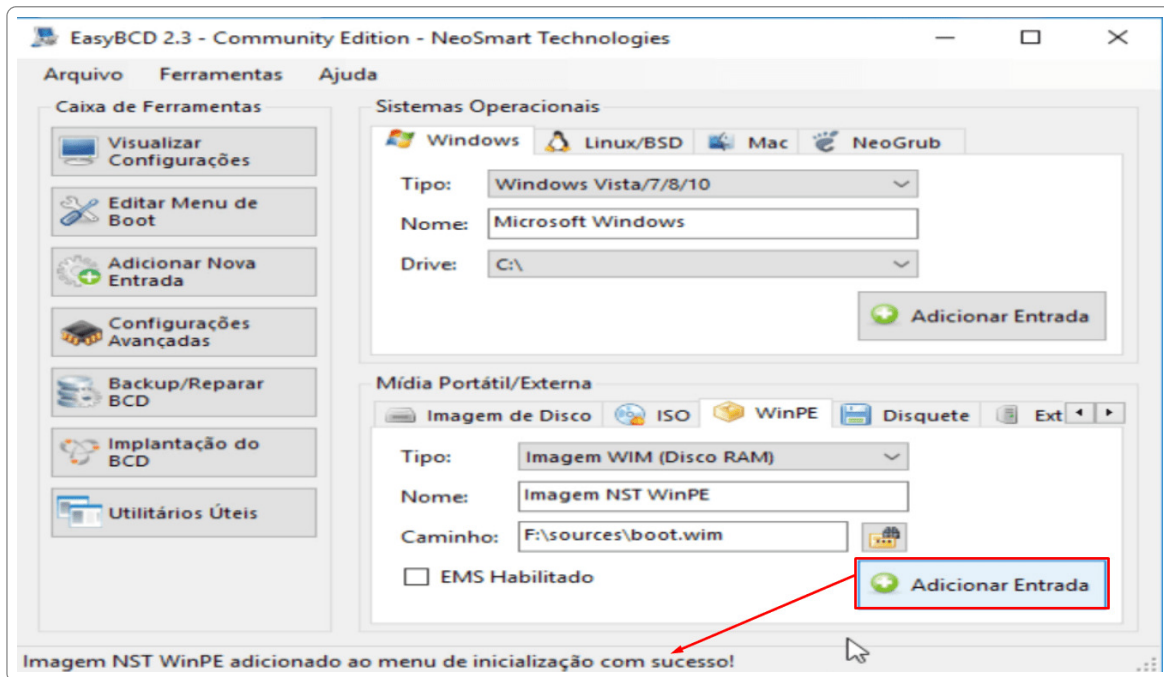 EasyBCD 2.3 - Community Edition - NeoSmart Technologies
Arquivo Ferramentas Ajuda
Caixa de Ferramentas
Visualizar
Configurações
Editar Menu de
Boot
Adicionar Nova
Entrada
Configurações
Avançadas
Backup/Reparar
BCD
Implantação do
BCD
Utilitários Úteis
Sistemas Operacionais
Windows Linux/BSD Mac NeoGrub
Tipo: Windows Vista/7/8/10
Nome: Microsoft Windows
Drive: C:\
Adicionar Entrada
Mídia Portátil/Externa
Imagem de Disco ISO WinPE Disquete Ext
Tipo: Imagem WIM (Disco RAM)
Nome: Imagem NST WinPE
Caminho: F:\sources\boot.wim
EMS Habilitado
Adicionar Entrada
Imagem NST WinPE adicionado ao menu de inicialização com sucesso!